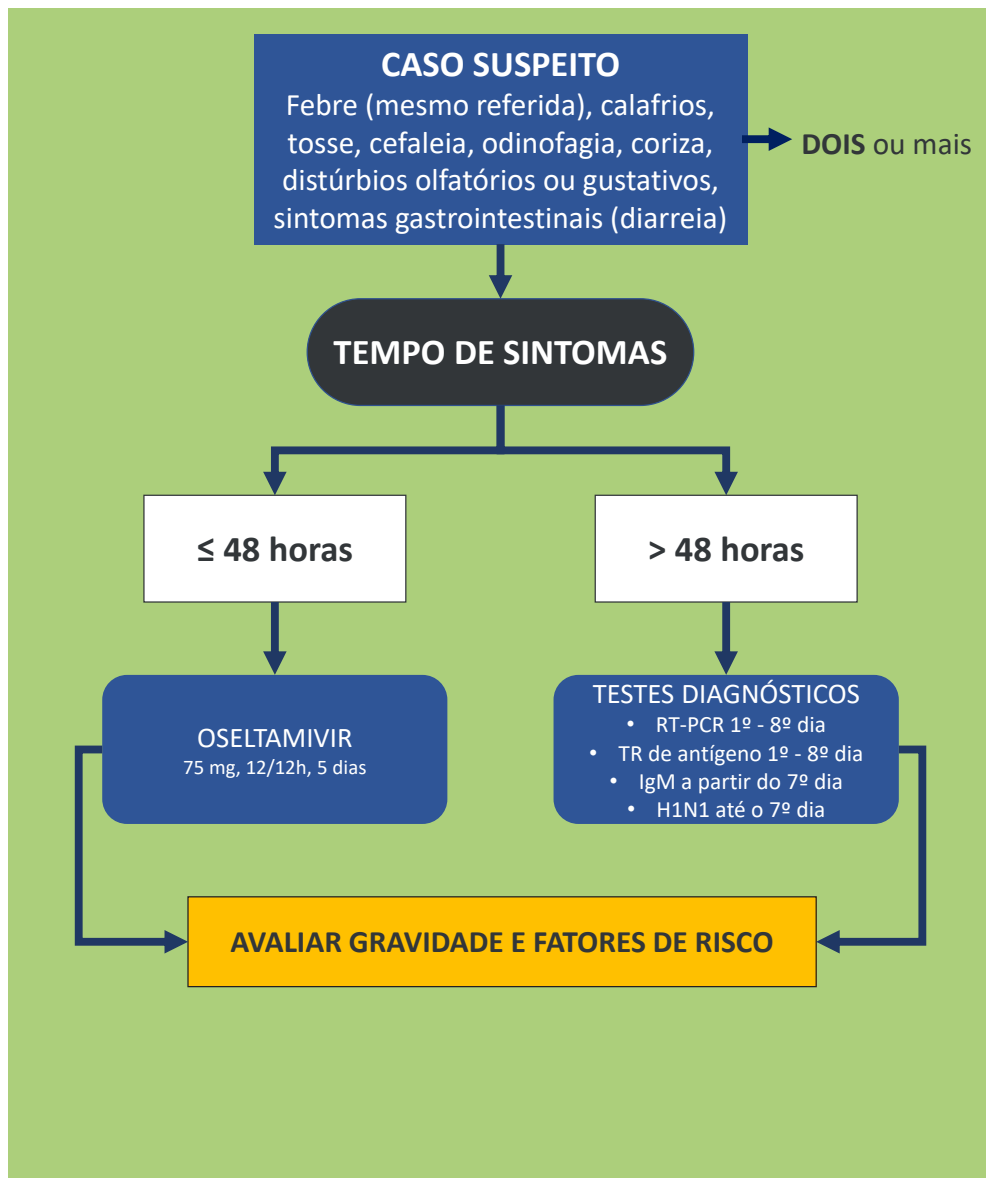 CASO SUSPEITO
Febre (mesmo referida), calafrios,
tosse, cefaleia, odinofagia, coriza,
distúrbios olfatórios ou gustativos,
sintomas gastrointestinais (diarreia)
DOIS ou mais
TEMPO DE SINTOMAS
≤ 48 horas
> 48 horas
OSELTAMIVIR
75 mg, 12/12h, 5 dias
TESTES DIAGNÓSTICOS
• RT-PCR 1º - 8º dia
• TR de antígeno 1º - 8º dia
• IgM a partir do 7º dia
• H1N1 até o 7º dia
AVALIAR GRAVIDADE E FATORES DE RISCO